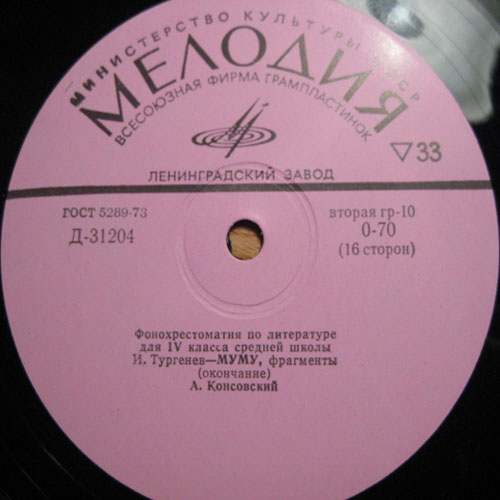 МИНИСТЕРСТВО КУЛЬТУРЫ СССР
МЕЛОДИЯ
ВСЕСОЮЗНАЯ ФИРМА ГРАМПЛАСТИНОК
▽33
ЛЕНИНГРАДСКИЙ ЗАВОД
ГОСТ 5289-73
Д-31204
вторая гр-10
0-70
(16 сторон)
Фонохрестоматия по литературе
для IV класса средней школы
И. Тургенев—МУМУ, фрагменты
(окончание)
А. Консовский